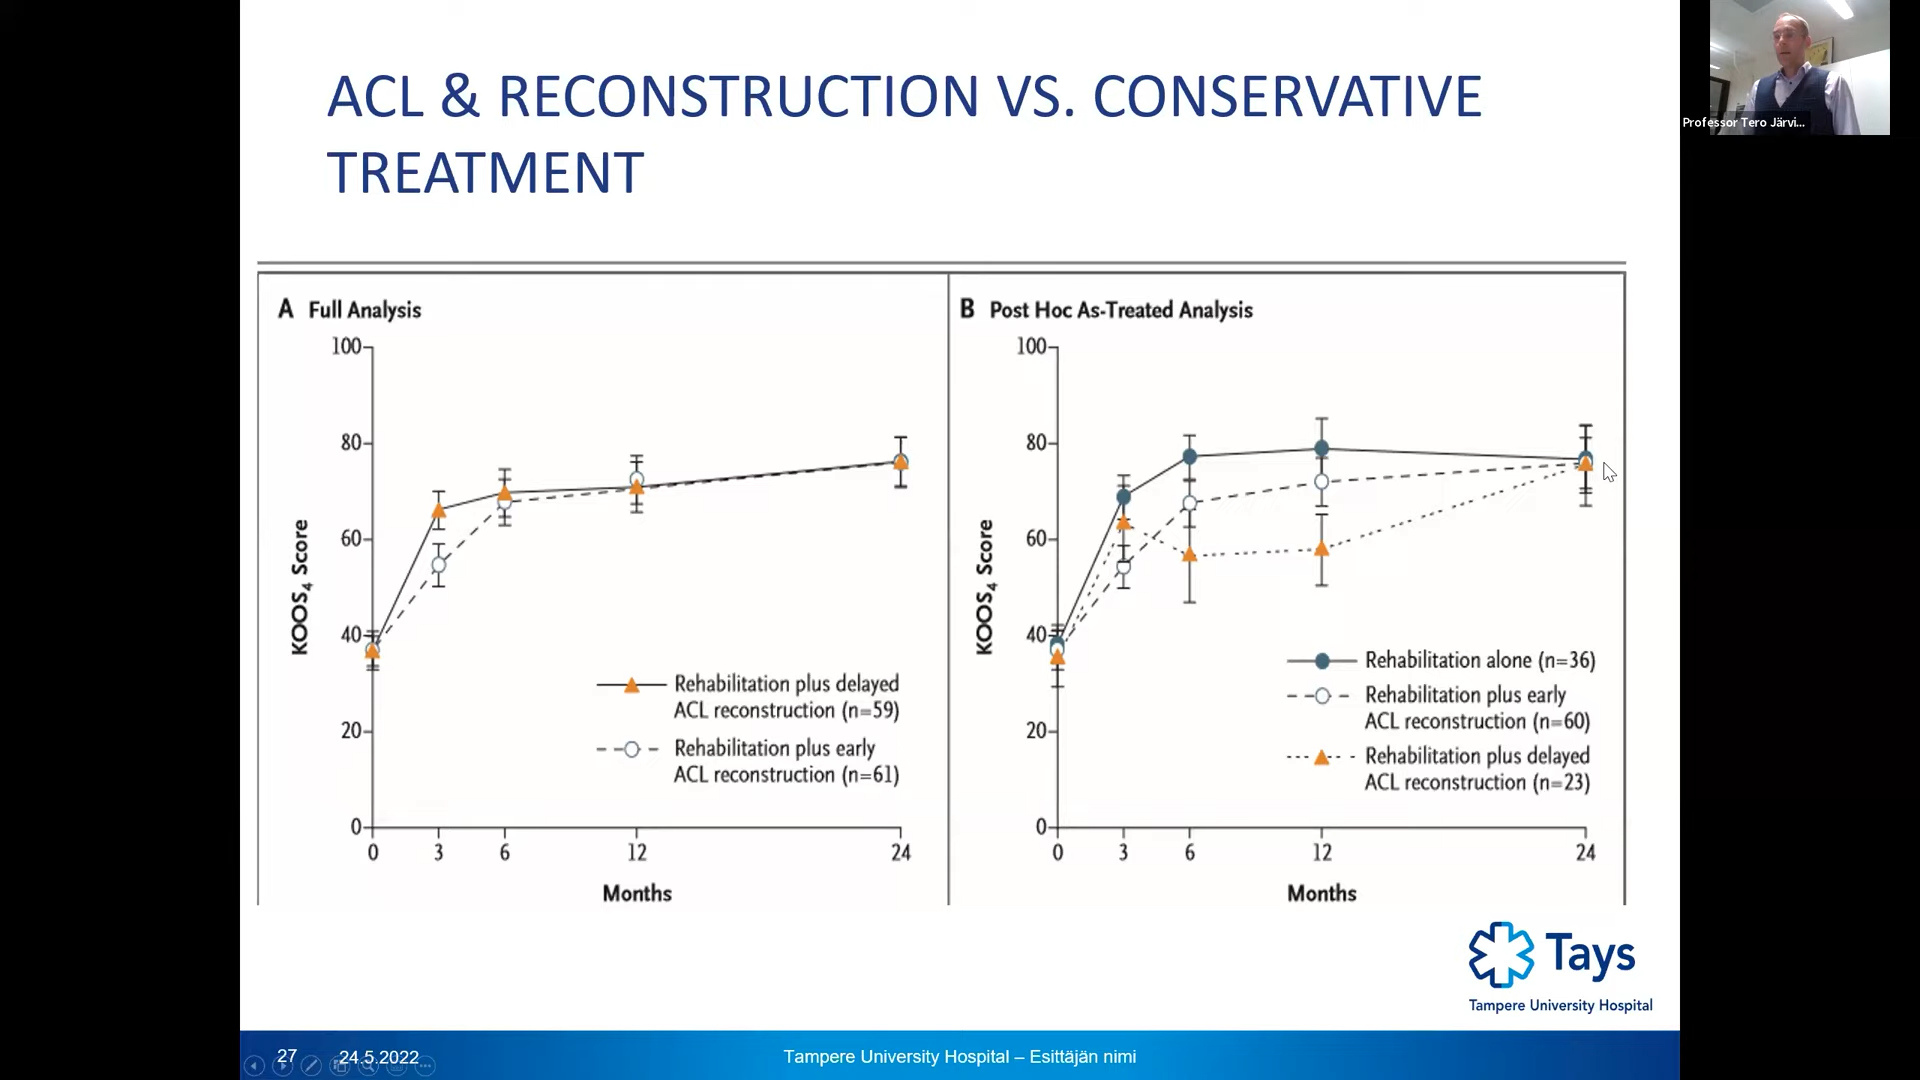 ACL & RECONSTRUCTION VS. CONSERVATIVE
TREATMENT
Professor Tero Järvi...
A Full Analysis
100
80
60
40
20
0
KOOS4 Score
0 3 6 12 24
Months
Rehabilitation plus delayed
ACL reconstruction (n=59)
Rehabilitation plus early
ACL reconstruction (n=61)
B Post Hoc As-Treated Analysis
100
80
60
40
20
0
KOOS4 Score
0 3 6 12 24
Months
Rehabilitation alone (n=36)
Rehabilitation plus early
ACL reconstruction (n=60)
Rehabilitation plus delayed
ACL reconstruction (n=23)
Tays
Tampere University Hospital
27 24.5.2022 Tampere University Hospital – Esittäjän nimi